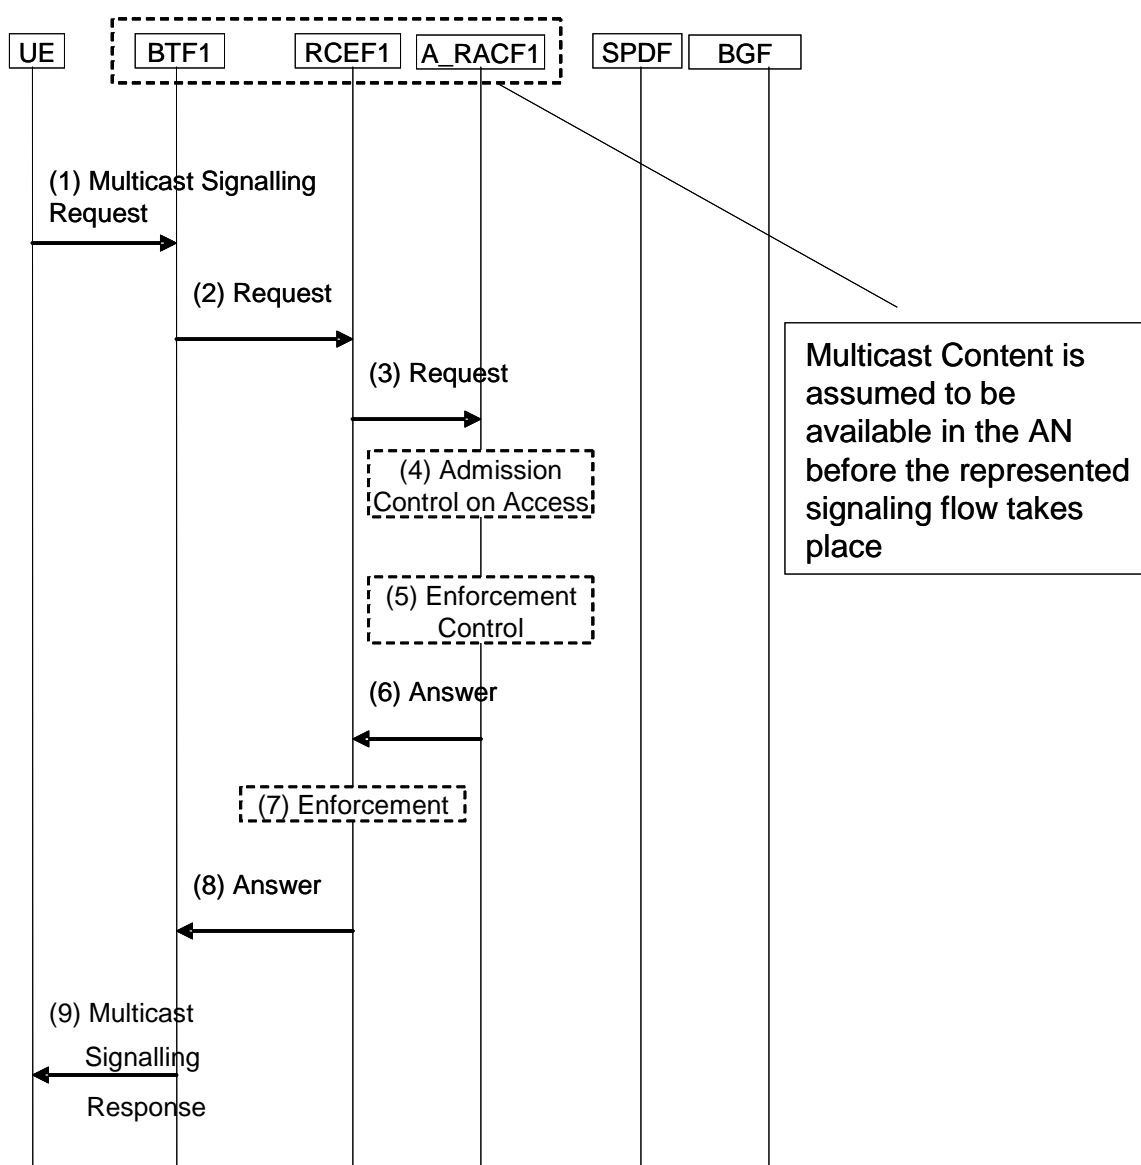 UE
BTF1
RCEF1
A_RACF1
SPDF
BGF
(1) Multicast Signalling
Request
(2) Request
(3) Request
Multicast Content is
assumed to be
available in the AN
before the represented
signaling flow takes
place
(4) Admission
Control on Access
(5) Enforcement
Control
(6) Answer
(7) Enforcement
(8) Answer
(9) Multicast
Signalling
Response